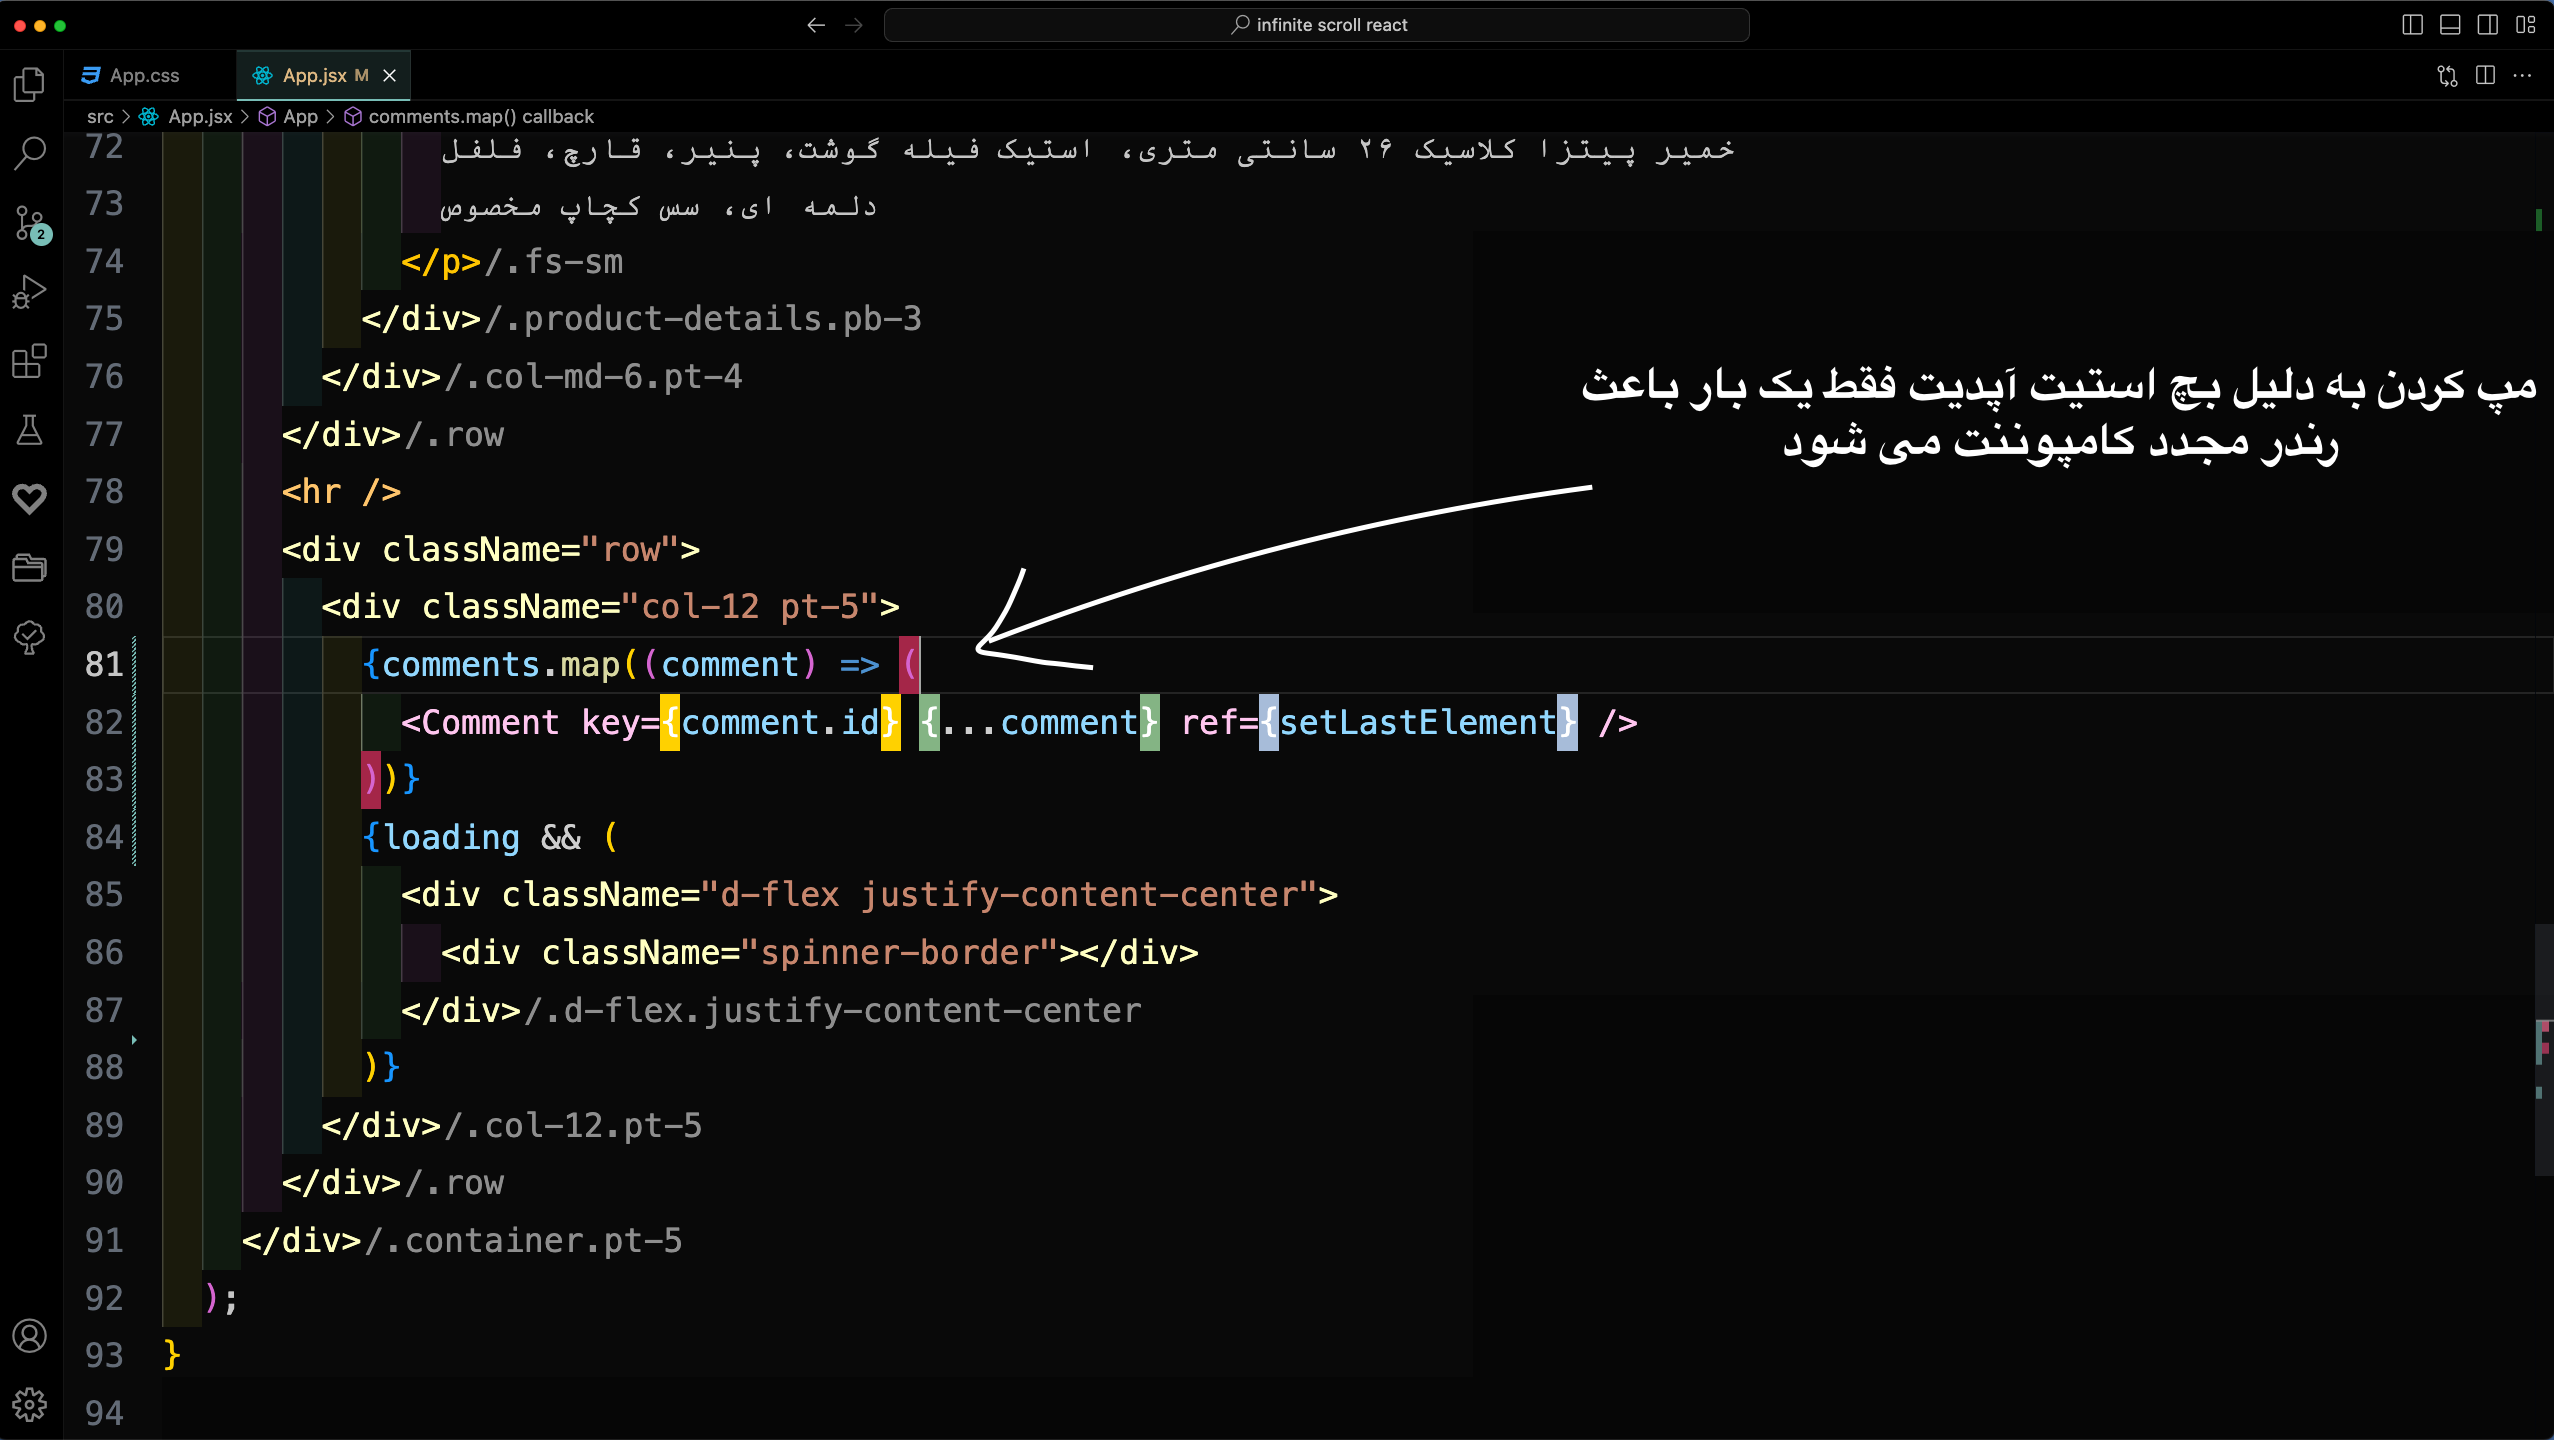 infinite scroll react
App.css
App.jsx M
src > App.jsx > App > comments.map() callback
72 خمیر پیتزا کلاسیک ۲۶ سانتی متری، استیک فیله گوشت، پنیر، قارچ، فلفل
73 دلمه ای، سس کچاپ مخصوص
74 </p>/.fs-sm
75 </div>/.product-details.pb-3
76 </div>/.col-md-6.pt-4
77 </div>/.row
78 <hr />
79 <div className="row">
80 <div className="col-12 pt-5">
81 {comments.map((comment) => (
82 <Comment key={comment.id} {...comment} ref={setLastElement} />
83 ))}
84 {loading && (
85 <div className="d-flex justify-content-center">
86 <div className="spinner-border"></div>
87 </div>/.d-flex.justify-content-center
88 )}
89 </div>/.col-12.pt-5
90 </div>/.row
91 </div>/.container.pt-5
92 );
93 }
94
مپ کردن به دلیل بچ استیت آپدیت فقط یک بار باعث
رندر مجدد کامپوننت می شود
2